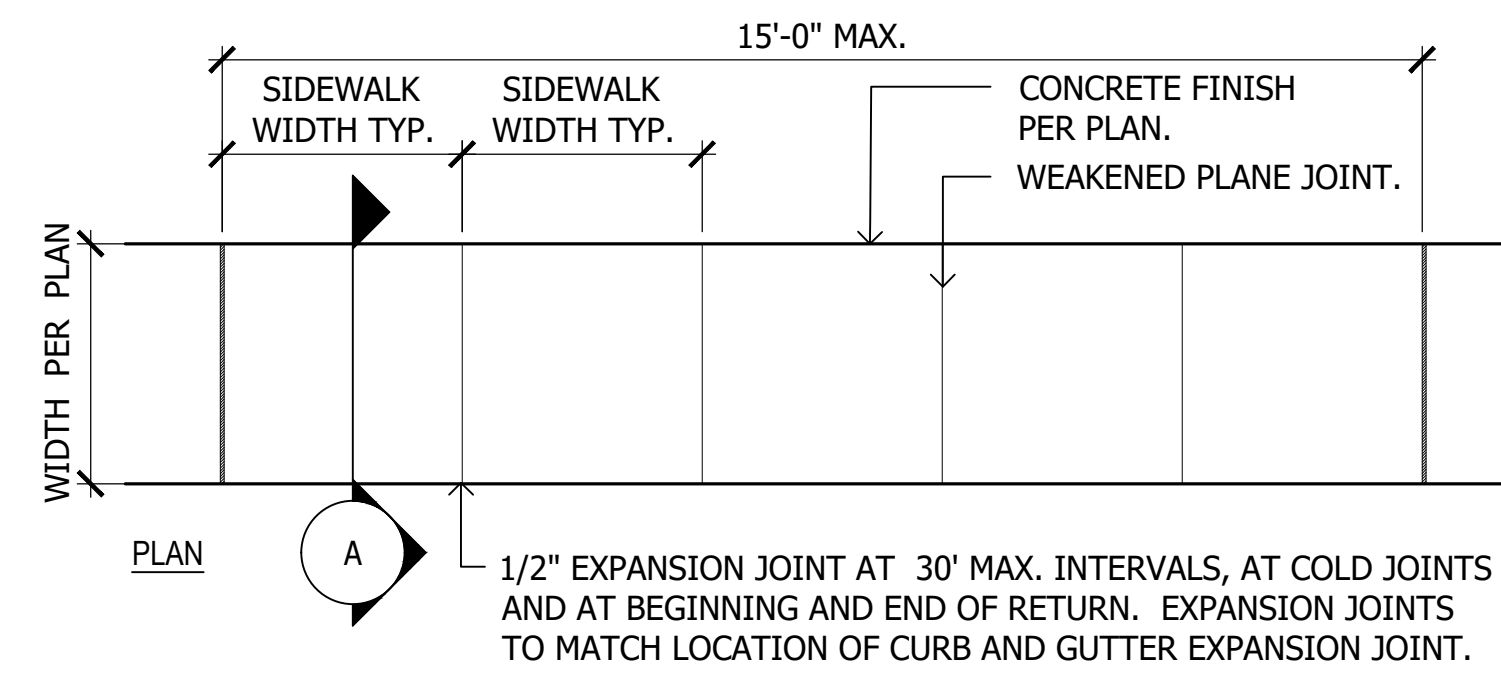 15'-0" MAX.
SIDEWALK
WIDTH TYP.
SIDEWALK
WIDTH TYP.
CONCRETE FINISH
PER PLAN.
WEAKENED PLANE JOINT.
WIDTH PER PLAN
PLAN
A
1/2" EXPANSION JOINT AT 30' MAX. INTERVALS, AT COLD JOINTS
AND AT BEGINNING AND END OF RETURN. EXPANSION JOINTS
TO MATCH LOCATION OF CURB AND GUTTER EXPANSION JOINT.